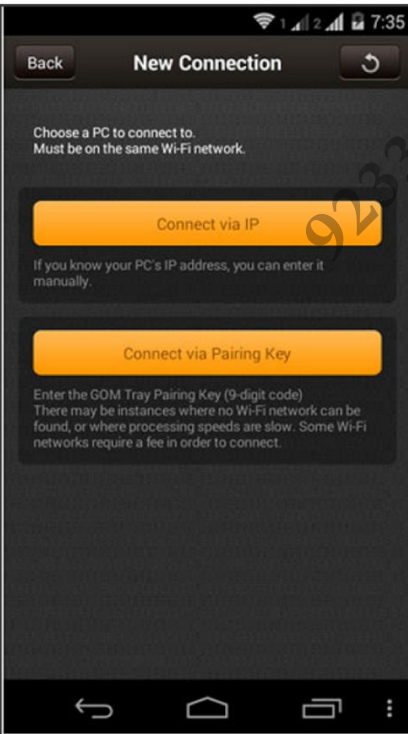 1 2 7:35
Back New Connection
Choose a PC to connect to.
Must be on the same Wi-Fi network.
Connect via IP
If you know your PC's IP address, you can enter it
manually.
Connect via Pairing Key
Enter the GOM Tray Pairing Key (9-digit code)
There may be instances where no Wi-Fi network can be
found, or where processing speeds are slow. Some Wi-Fi
networks require a fee in order to connect.